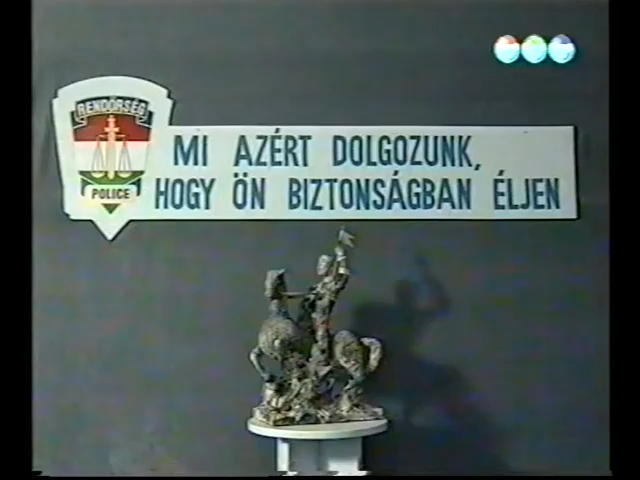 RENDŐRSÉG
POLICE
MI AZÉRT DOLGOZUNK,
HOGY ÖN BIZTONSÁGBAN ÉLJEN